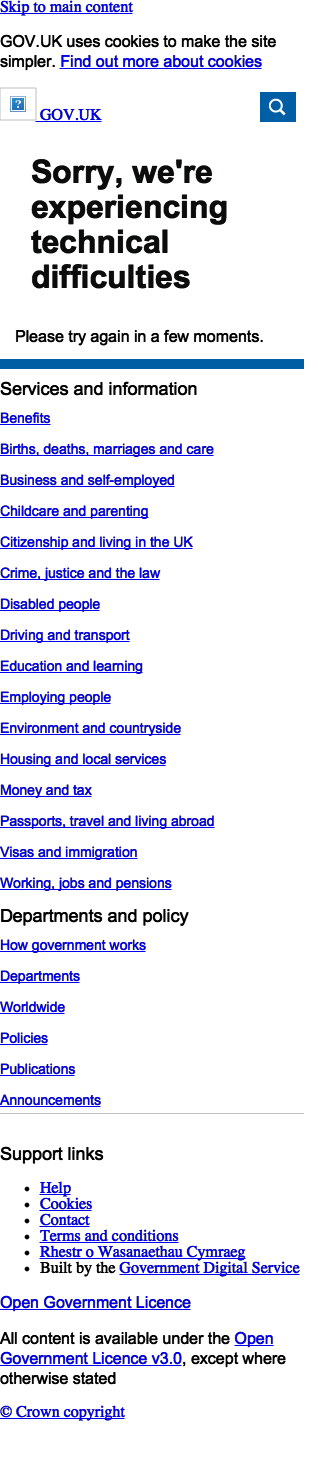 Skip to main content
GOV.UK uses cookies to make the site
simpler. Find out more about cookies
GOV.UK
Sorry, we're
experiencing
technical
difficulties
Please try again in a few moments.
Services and information
Benefits
Births, deaths, marriages and care
Business and self-employed
Childcare and parenting
Citizenship and living in the UK
Crime, justice and the law
Disabled people
Driving and transport
Education and learning
Employing people
Environment and countryside
Housing and local services
Money and tax
Passports, travel and living abroad
Visas and immigration
Working, jobs and pensions
Departments and policy
How government works
Departments
Worldwide
Policies
Publications
Announcements
Support links
• Help
• Cookies
• Contact
• Terms and conditions
• Rhestr o Wasanaethau Cymraeg
• Built by the Government Digital Service
Open Government Licence
All content is available under the Open
Government Licence v3.0, except where
otherwise stated
© Crown copyright